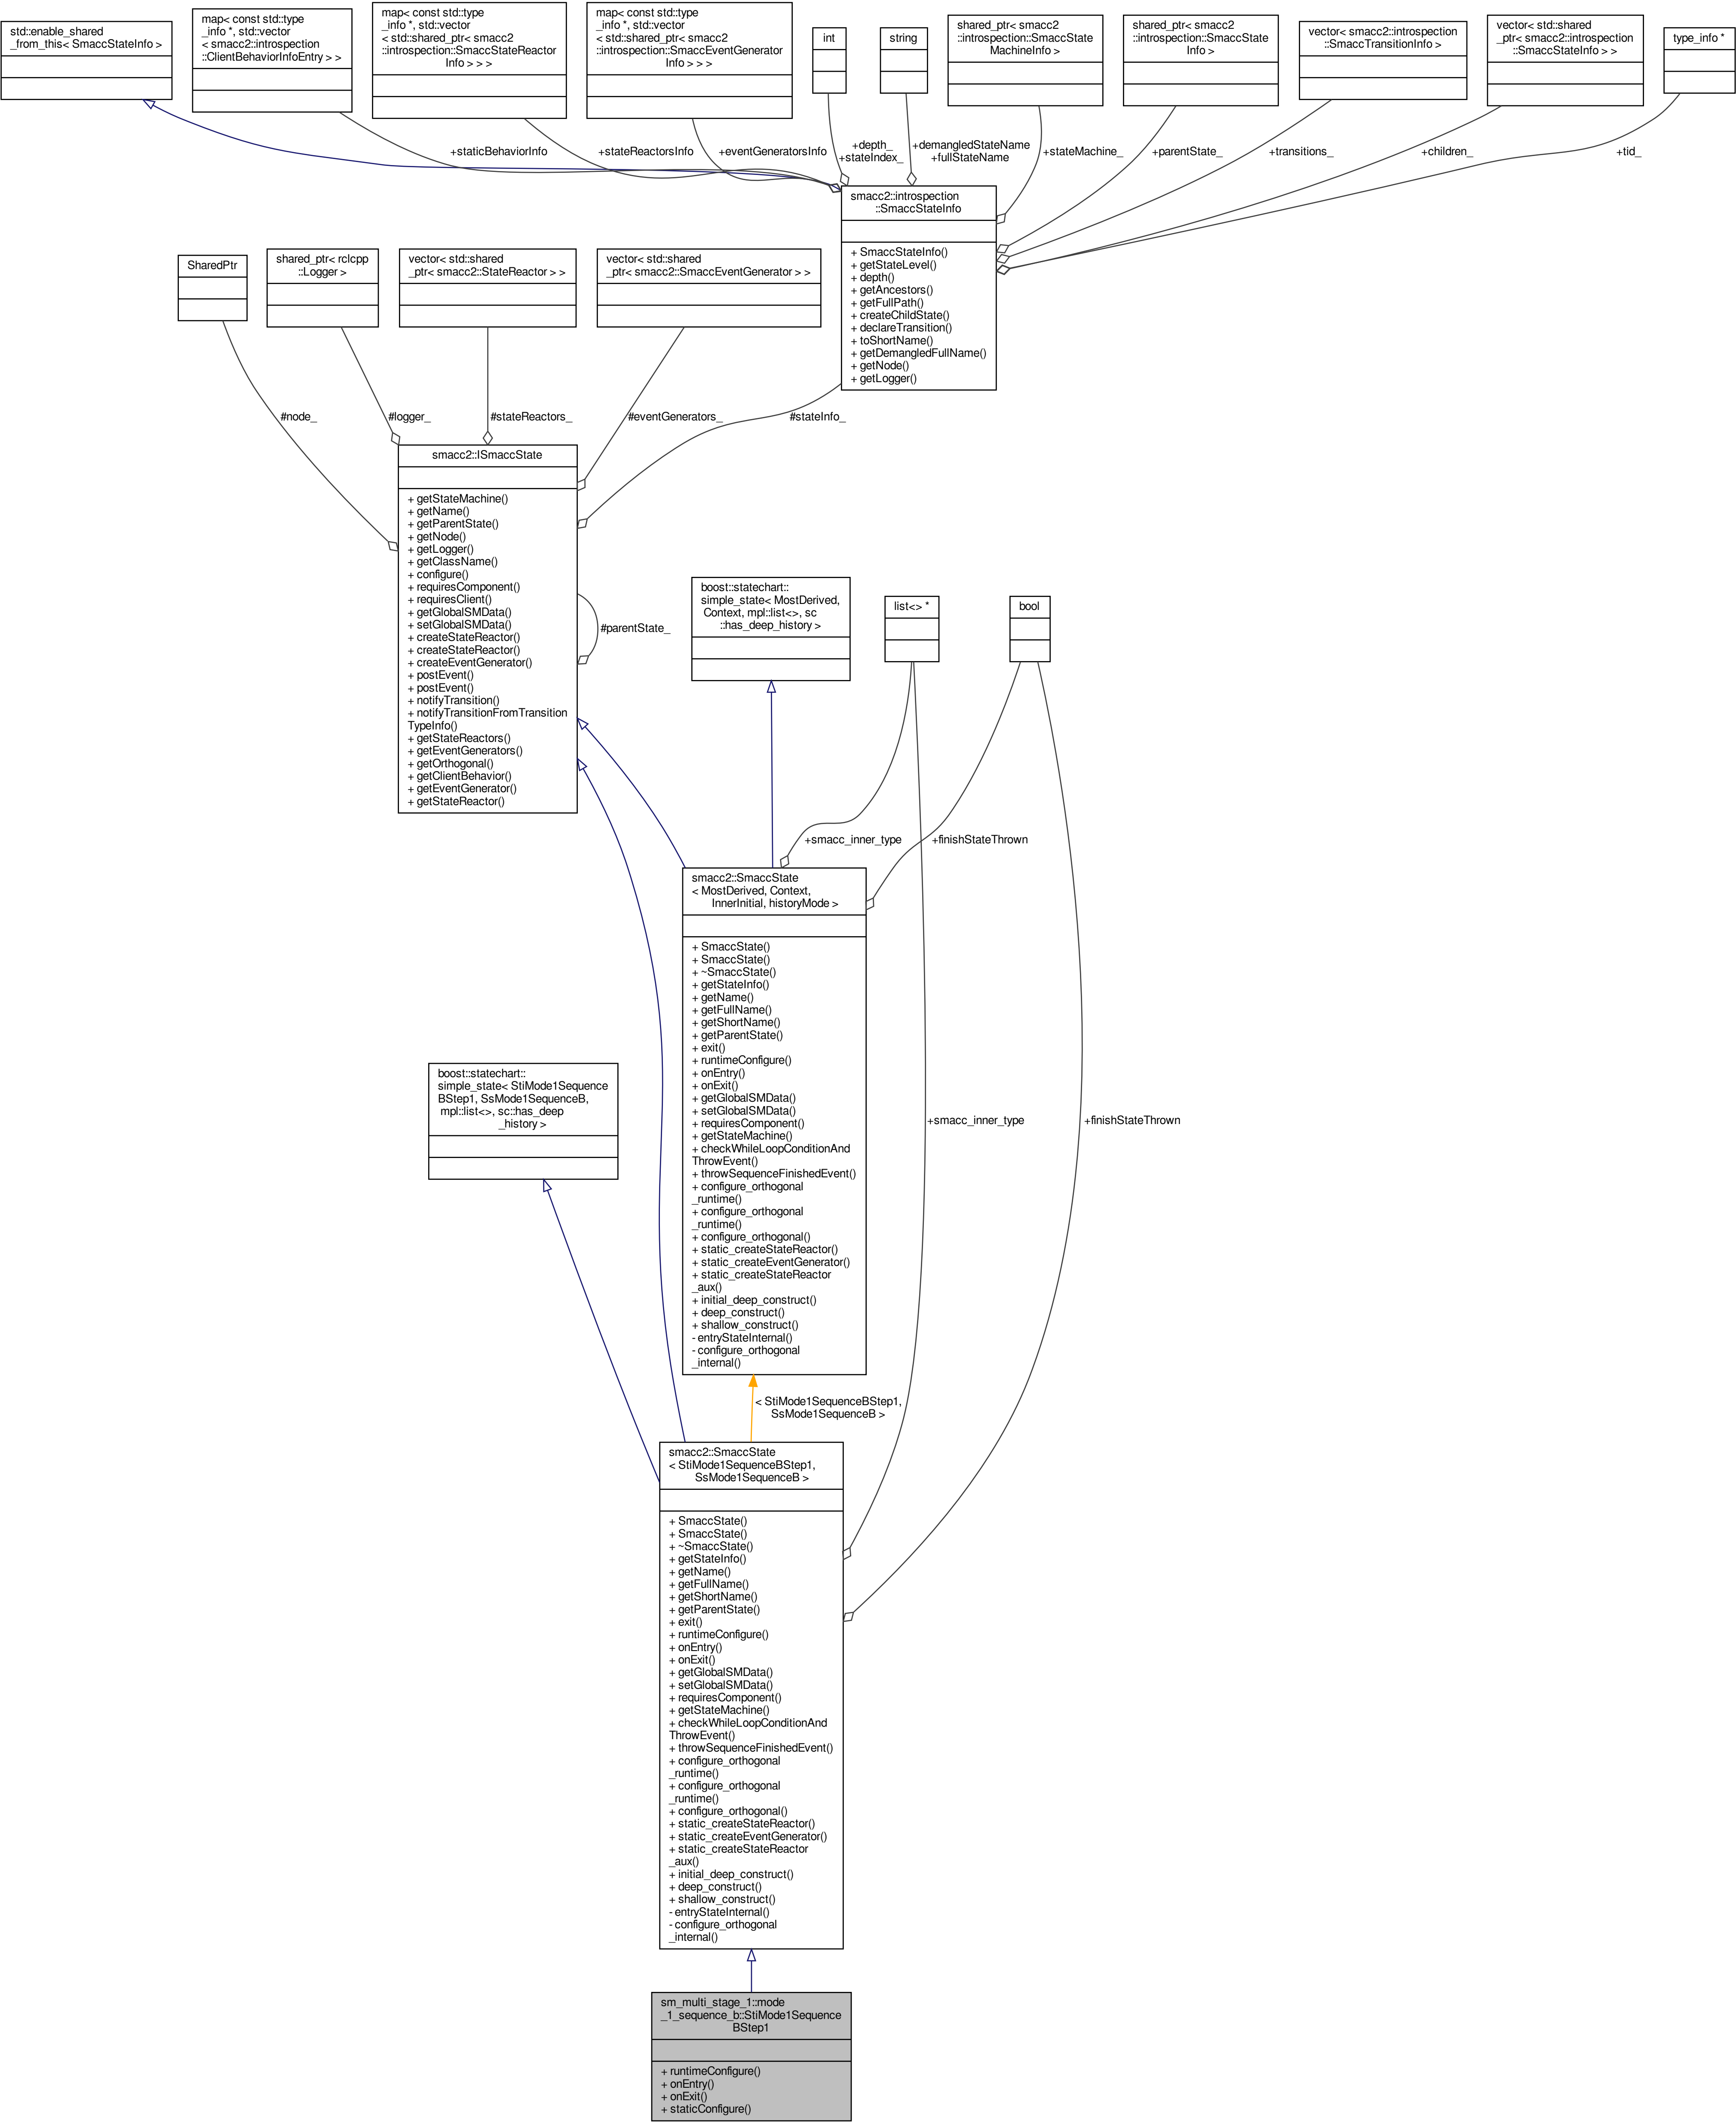 std::enable_shared
_from_this< SmaccStateInfo >
map< const std::type
_info *, std::vector
< smacc2::introspection
::ClientBehaviorInfoEntry > >
map< const std::type
_info *, std::vector
< std::shared_ptr< smacc2
::introspection::SmaccStateReactor
Info > > >
map< const std::type
_info *, std::vector
< std::shared_ptr< smacc2
::introspection::SmaccEventGenerator
Info > > >
int
string
shared_ptr< smacc2
::introspection::SmaccState
MachineInfo >
shared_ptr< smacc2
::introspection::SmaccState
Info >
vector< smacc2::introspection
::SmaccTransitionInfo >
vector< std::shared
_ptr< smacc2::introspection
::SmaccStateInfo > >
type_info *
+staticBehaviorInfo
+stateReactorsInfo
+eventGeneratorsInfo
+depth_
+stateIndex_
+demangledStateName
+fullStateName
+stateMachine_
+parentState_
+transitions_
+children_
+tid_
smacc2::introspection
::SmaccStateInfo
+ SmaccStateInfo()
+ getStateLevel()
+ depth()
+ getAncestors()
+ getFullPath()
+ createChildState()
+ declareTransition()
+ toShortName()
+ getDemangledFullName()
+ getNode()
+ getLogger()
SharedPtr
shared_ptr< rclcpp
::Logger >
vector< std::shared
_ptr< smacc2::StateReactor > >
vector< std::shared
_ptr< smacc2::SmaccEventGenerator > >
#node_
#logger_
#stateReactors_
#eventGenerators_
#stateInfo_
smacc2::ISmaccState
+ getStateMachine()
+ getName()
+ getParentState()
+ getNode()
+ getLogger()
+ getClassName()
+ configure()
+ requiresComponent()
+ requiresClient()
+ getGlobalSMData()
+ setGlobalSMData()
+ createStateReactor()
+ createStateReactor()
+ createEventGenerator()
+ postEvent()
+ postEvent()
+ notifyTransition()
+ notifyTransitionFromTransition
TypeInfo()
+ getStateReactors()
+ getEventGenerators()
+ getOrthogonal()
+ getClientBehavior()
+ getEventGenerator()
+ getStateReactor()
#parentState_
boost::statechart::
simple_state< MostDerived,
Context, mpl::list<>, sc
::has_deep_history >
list<> *
bool
+smacc_inner_type
+finishStateThrown
smacc2::SmaccState
< MostDerived, Context,
InnerInitial, historyMode >
+ SmaccState()
+ SmaccState()
+ ~SmaccState()
+ getStateInfo()
+ getName()
+ getFullName()
+ getShortName()
+ getParentState()
+ exit()
+ runtimeConfigure()
+ onEntry()
+ onExit()
+ getGlobalSMData()
+ setGlobalSMData()
+ requiresComponent()
+ getStateMachine()
+ checkWhileLoopConditionAnd
ThrowEvent()
+ throwSequenceFinishedEvent()
+ configure_orthogonal
_runtime()
+ configure_orthogonal
_runtime()
+ configure_orthogonal()
+ static_createStateReactor()
+ static_createEventGenerator()
+ static_createStateReactor
_aux()
+ initial_deep_construct()
+ deep_construct()
+ shallow_construct()
- entryStateInternal()
- configure_orthogonal
_internal()
boost::statechart::
simple_state< StiMode1Sequence
BStep1, SsMode1SequenceB,
mpl::list<>, sc::has_deep
_history >
+smacc_inner_type
+finishStateThrown
< StiMode1SequenceBStep1,
SsMode1SequenceB >
smacc2::SmaccState
< StiMode1SequenceBStep1,
SsMode1SequenceB >
+ SmaccState()
+ SmaccState()
+ ~SmaccState()
+ getStateInfo()
+ getName()
+ getFullName()
+ getShortName()
+ getParentState()
+ exit()
+ runtimeConfigure()
+ onEntry()
+ onExit()
+ getGlobalSMData()
+ setGlobalSMData()
+ requiresComponent()
+ getStateMachine()
+ checkWhileLoopConditionAnd
ThrowEvent()
+ throwSequenceFinishedEvent()
+ configure_orthogonal
_runtime()
+ configure_orthogonal
_runtime()
+ configure_orthogonal()
+ static_createStateReactor()
+ static_createEventGenerator()
+ static_createStateReactor
_aux()
+ initial_deep_construct()
+ deep_construct()
+ shallow_construct()
- entryStateInternal()
- configure_orthogonal
_internal()
sm_multi_stage_1::mode
_1_sequence_b::StiMode1Sequence
BStep1
+ runtimeConfigure()
+ onEntry()
+ onExit()
+ staticConfigure()